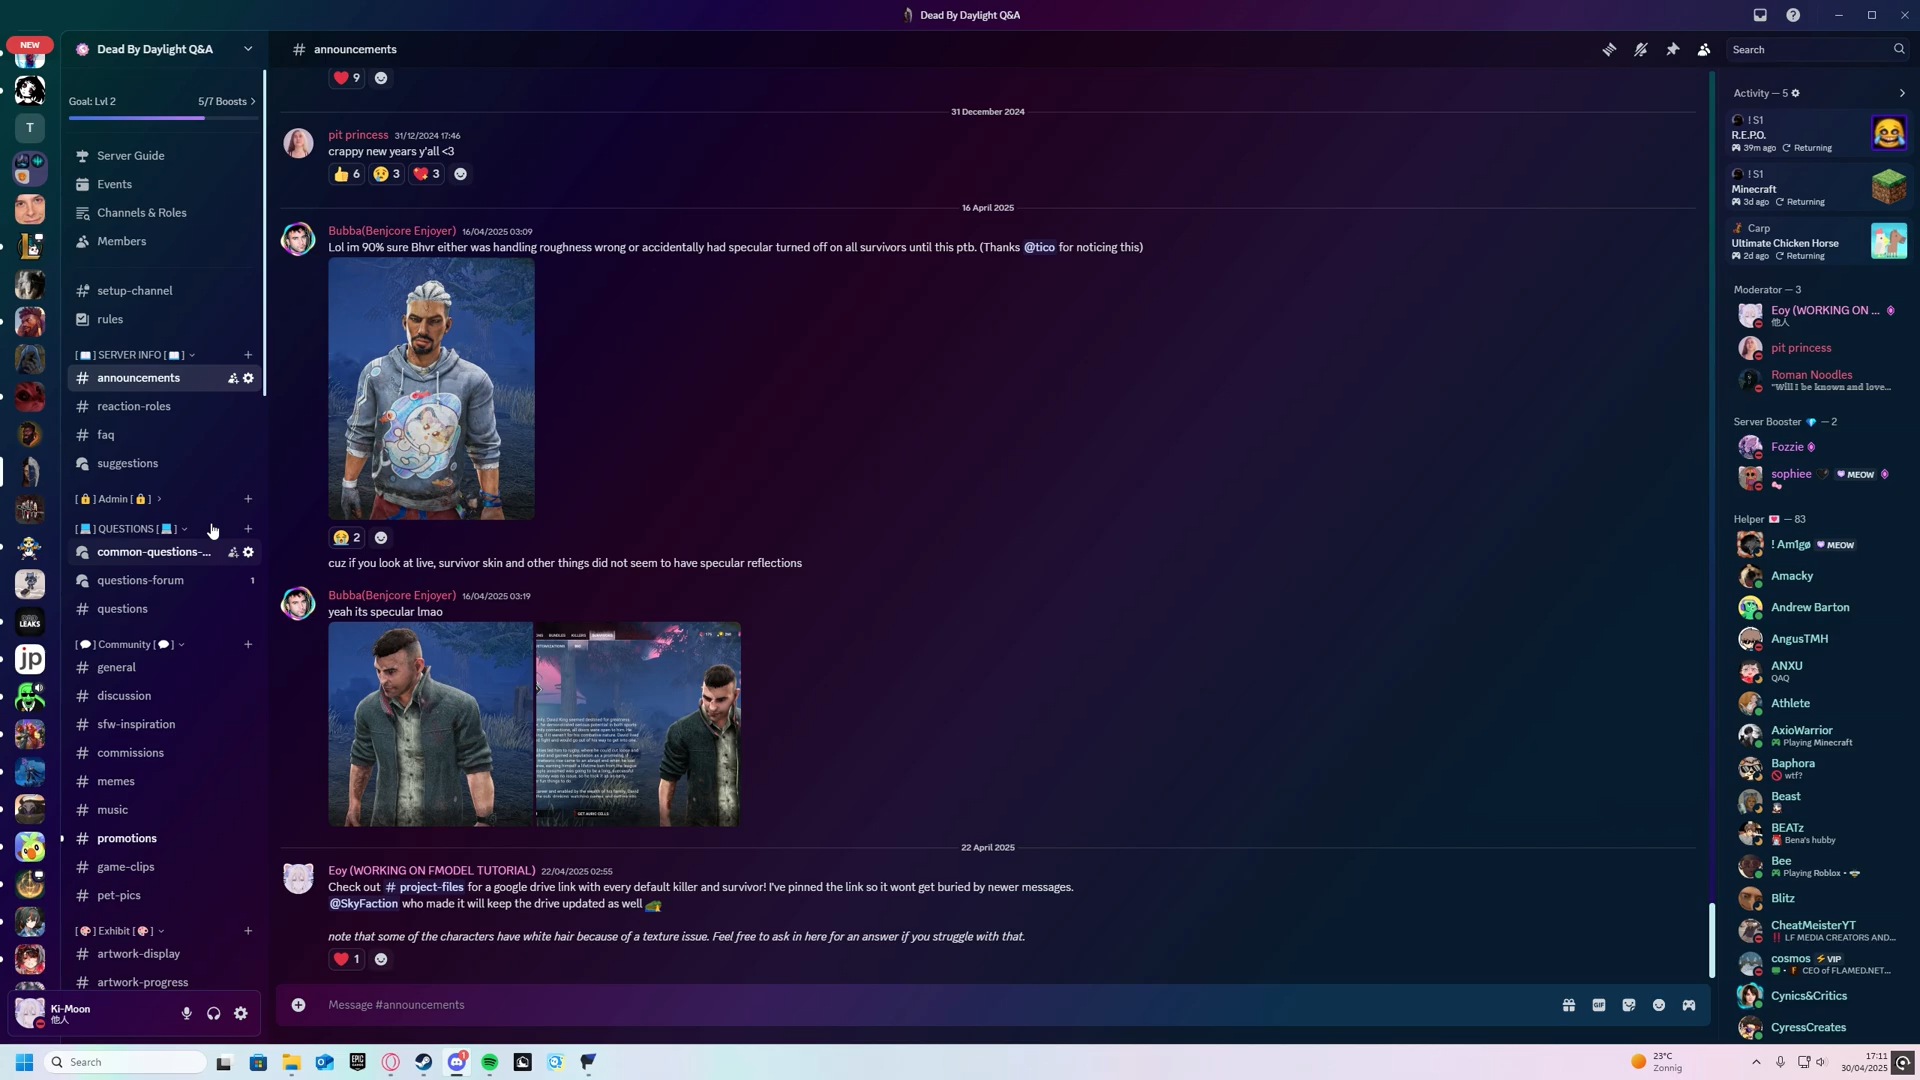 Dead By Daylight Q&A
NEW
Dead By Daylight Q&A
Goal: Lvl 2
5/7 Boosts
Server Guide
Events
Channels & Roles
Members
setup-channel
rules
[ ] SERVER INFO [ ]
announcements
reaction-roles
faq
suggestions
[ ] Admin [ ]
[ ] QUESTIONS [ ]
common-questions-...
questions-forum 1
questions
[ ] Community [ ]
general
discussion
sfw-inspiration
commissions
memes
music
promotions
game-clips
pet-pics
[ ] Exhibit [ ]
artwork-display
artwork-progress
T
LEAKS
jp
Ki-Moon
他人
# announcements
Search
9
31 December 2024
pit princess 31/12/2024 17:46
crappy new years y'all <3
6 3 3
16 April 2025
Bubba(Benjcore Enjoyer) 16/04/2025 03:09
Lol im 90% sure Bhvr either was handling roughness wrong or accidentally had specular turned off on all survivors until this ptb. (Thanks @tico for noticing this)
2
cuz if you look at live, survivor skin and other things did not seem to have specular reflections
Bubba(Benjcore Enjoyer) 16/04/2025 03:19
yeah its specular lmao
BUNDLES KILLERS SURVIVORS
GET AURIC CELLS
22 April 2025
Eoy (WORKING ON FMODEL TUTORIAL) 22/04/2025 02:55
Check out # project-files for a google drive link with every default killer and survivor! I've pinned the link so it wont get buried by newer messages.
@SkyFaction who made it will keep the drive updated as well
note that some of the characters have white hair because of a texture issue. Feel free to ask in here for an answer if you struggle with that.
1
Message #announcements
GIF
Activity — 5
! S1
R.E.P.O.
39m ago Returning
! S1
Minecraft
3d ago Returning
Carp
Ultimate Chicken Horse
2d ago Returning
Moderator — 3
Eoy (WORKING ON ...
他人
pit princess
Roman Noodles
"Will I be known and love...
Server Booster — 2
Fozzie
sophiee MEOW
Helper — 83
! Am1gø MEOW
Amacky
Andrew Barton
AngusTMH
ANXU
QAQ
Athlete
AxioWarrior
Playing Minecraft
Baphora
wtf?
Beast
BEATz
Bena's hubby
Bee
Playing Roblox •
Blitz
CheatMeisterYT
LF MEDIA CREATORS AND...
cosmos VIP
CEO of FLAMED.NET...
Cynics&Critics
CyressCreates
Search
EPIC
1
23°C
Zonnig
17:11
30/04/2025